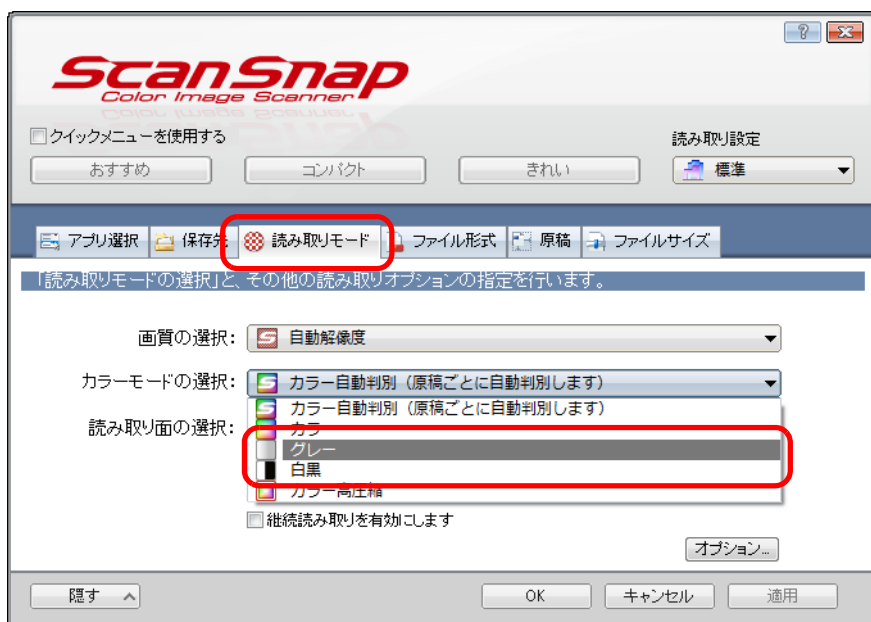 ScanSnap
Color Image Scanner
クイックメニューを使用する
読み取り設定
おすすめ コンパクト きれい 標準
アプリ選択 保存先 読み取りモード ファイル形式 原稿 ファイルサイズ
「読み取りモードの選択」と、その他の読み取りオプションの指定を行います。
画質の選択: 自動解像度
カラーモードの選択: カラー自動判別（原稿ごとに自動判別します）
カラー自動判別（原稿ごとに自動判別します）
読み取り面の選択: カラー
グレー
白黒
カラー高圧縮
継続読み取りを有効にします
オプション...
隠す OK キャンセル 適用